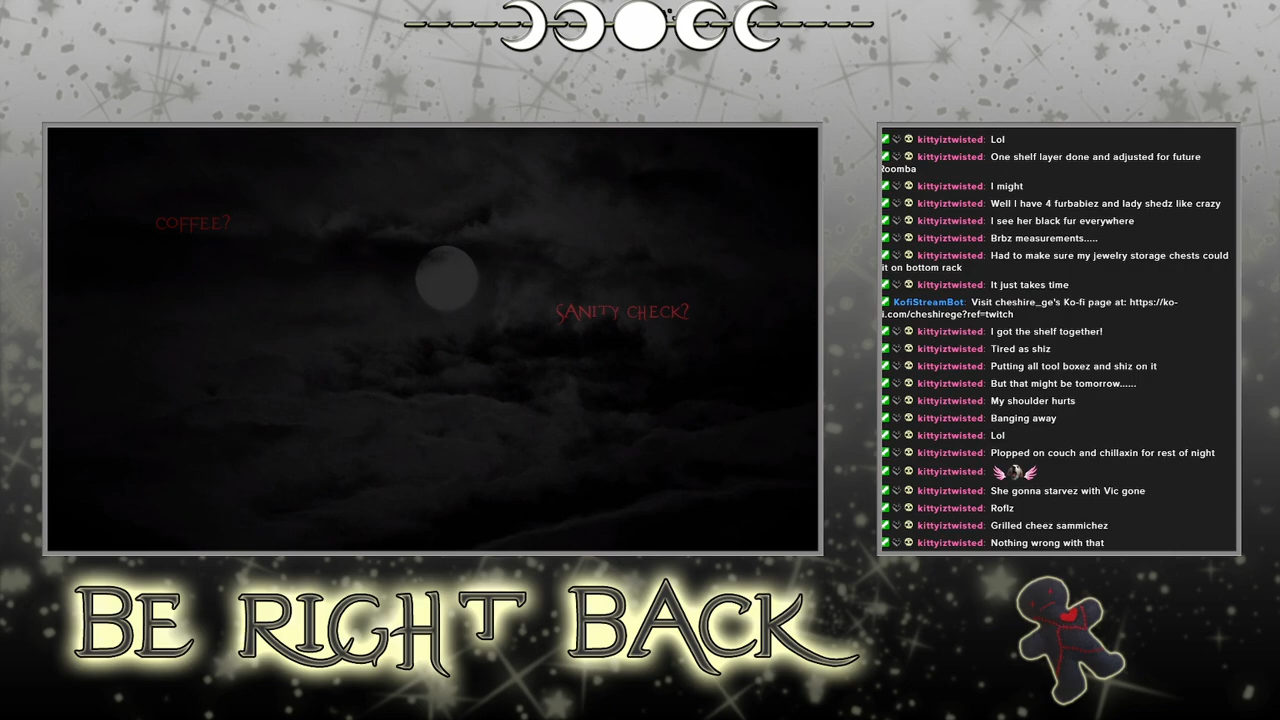 COFFEE?
SANITY CHECK?
kittyiztwisted: Lol
kittyiztwisted: One shelf layer done and adjusted for future
Roomba
kittyiztwisted: I might
kittyiztwisted: Well I have 4 furbabiez and lady shedz like crazy
kittyiztwisted: I see her black fur everywhere
kittyiztwisted: Brbz measurements.....
kittyiztwisted: Had to make sure my jewelry storage chests could
it on bottom rack
kittyiztwisted: It just takes time
KofiStreamBot: Visit cheshire_ge's Ko-fi page at: https://ko-
i.com/cheshirege?ref=twitch
kittyiztwisted: I got the shelf together!
kittyiztwisted: Tired as shiz
kittyiztwisted: Putting all tool boxez and shiz on it
kittyiztwisted: But that might be tomorrow......
kittyiztwisted: My shoulder hurts
kittyiztwisted: Banging away
kittyiztwisted: Lol
kittyiztwisted: Plopped on couch and chillaxin for rest of night
kittyiztwisted:
kittyiztwisted: She gonna starvez with Vic gone
kittyiztwisted: Roflz
kittyiztwisted: Grilled cheez sammichez
kittyiztwisted: Nothing wrong with that
BE RIGHT BACK